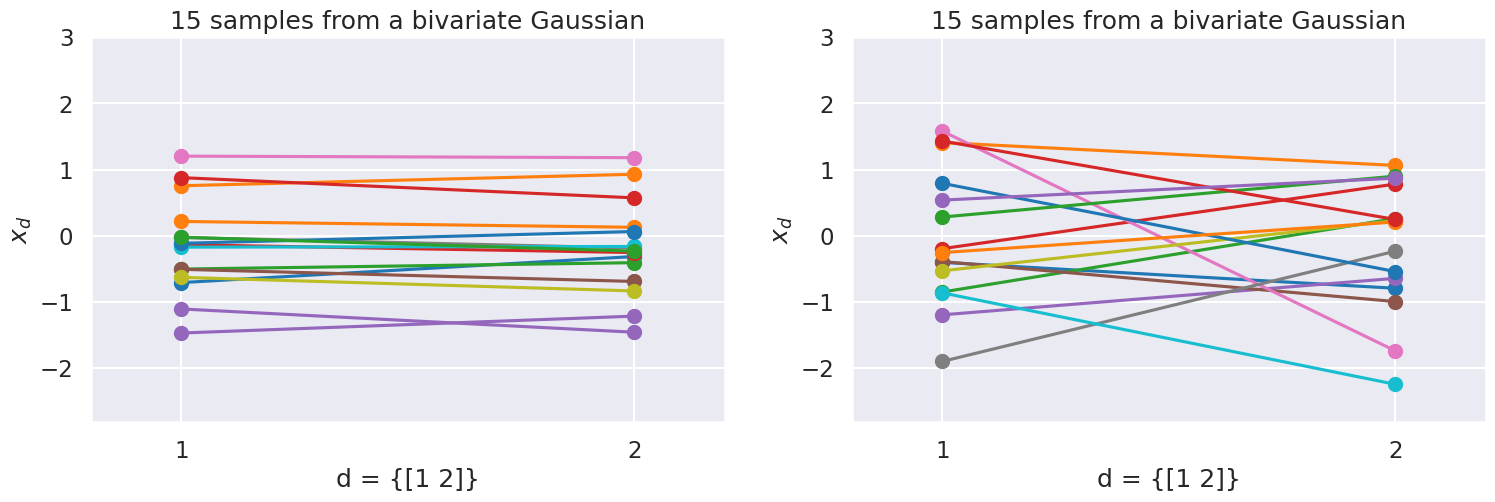 15 samples from a bivariate Gaussian
3
2
1
0
−1
−2
x_d
1 2
d = {[1 2]}
15 samples from a bivariate Gaussian
3
2
1
0
−1
−2
x_d
1 2
d = {[1 2]}